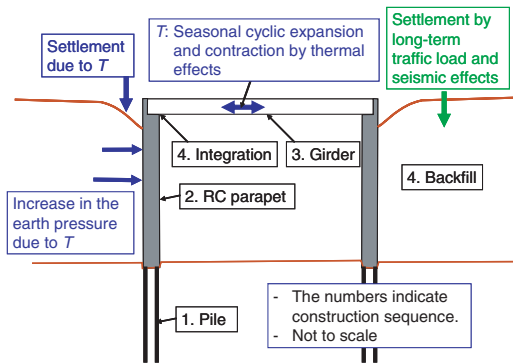 Settlement
due to T
T: Seasonal cyclic expansion
and contraction by thermal
effects
Settlement by
long-term
traffic load and
seismic effects
4. Integration
3. Girder
4. Backfill
2. RC parapet
Increase in the
earth pressure
due to T
1. Pile
- The numbers indicate
construction sequence.
- Not to scale